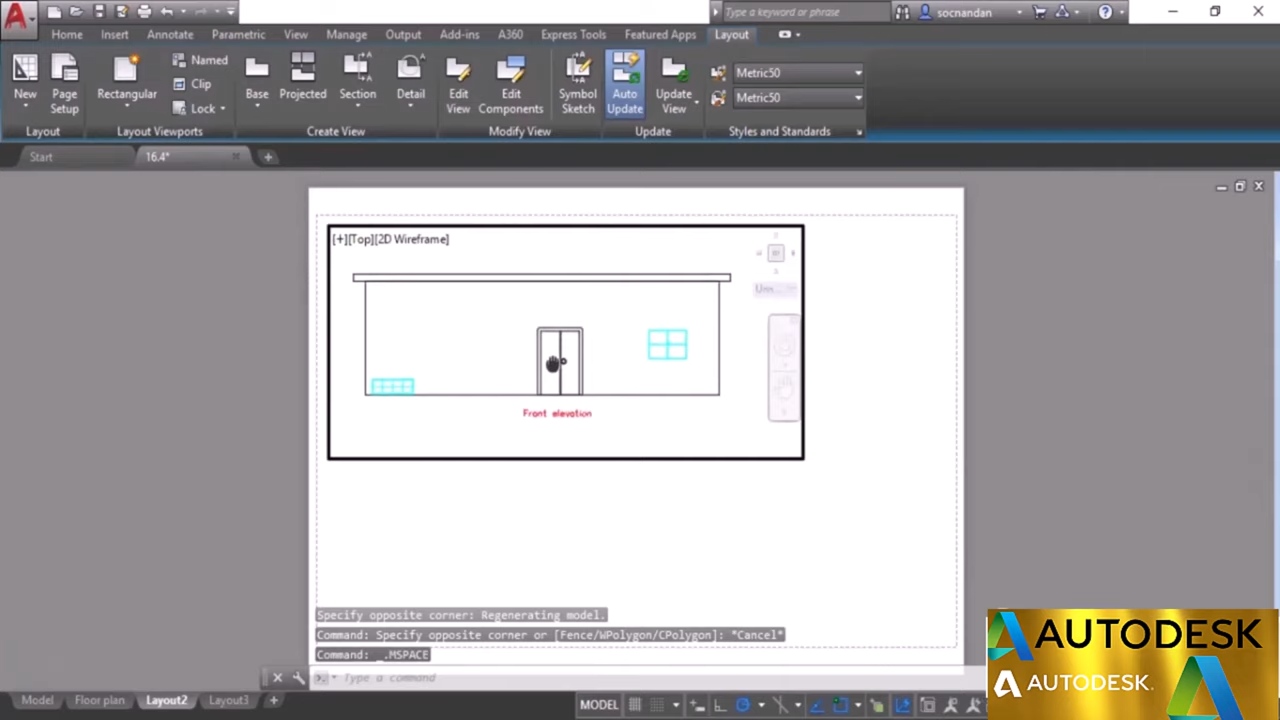 Type a keyword or phrase
socnandan
Home Insert Annotate Parametric View Manage Output Add-ins A360 Express Tools Featured Apps Layout
New
Page Setup
Rectangular
Named
Clip
Lock
Base
Projected
Section
Detail
Edit View
Edit Components
Symbol Sketch
Auto Update
Update View
Metric50
Metric50
Layout Layout Viewports Create View Modify View Update Styles and Standards
Start 16.4*
[+][Top][2D Wireframe]
Front elevation
Specify opposite corner: Regenerating model.
Command: Specify opposite corner or [Fence/WPolygon/CPolygon]: *Cancel*
Command: _.MSPACE
Type a command
Model Floor plan Layout2 Layout3
MODEL
AUTODESK
AUTODESK.